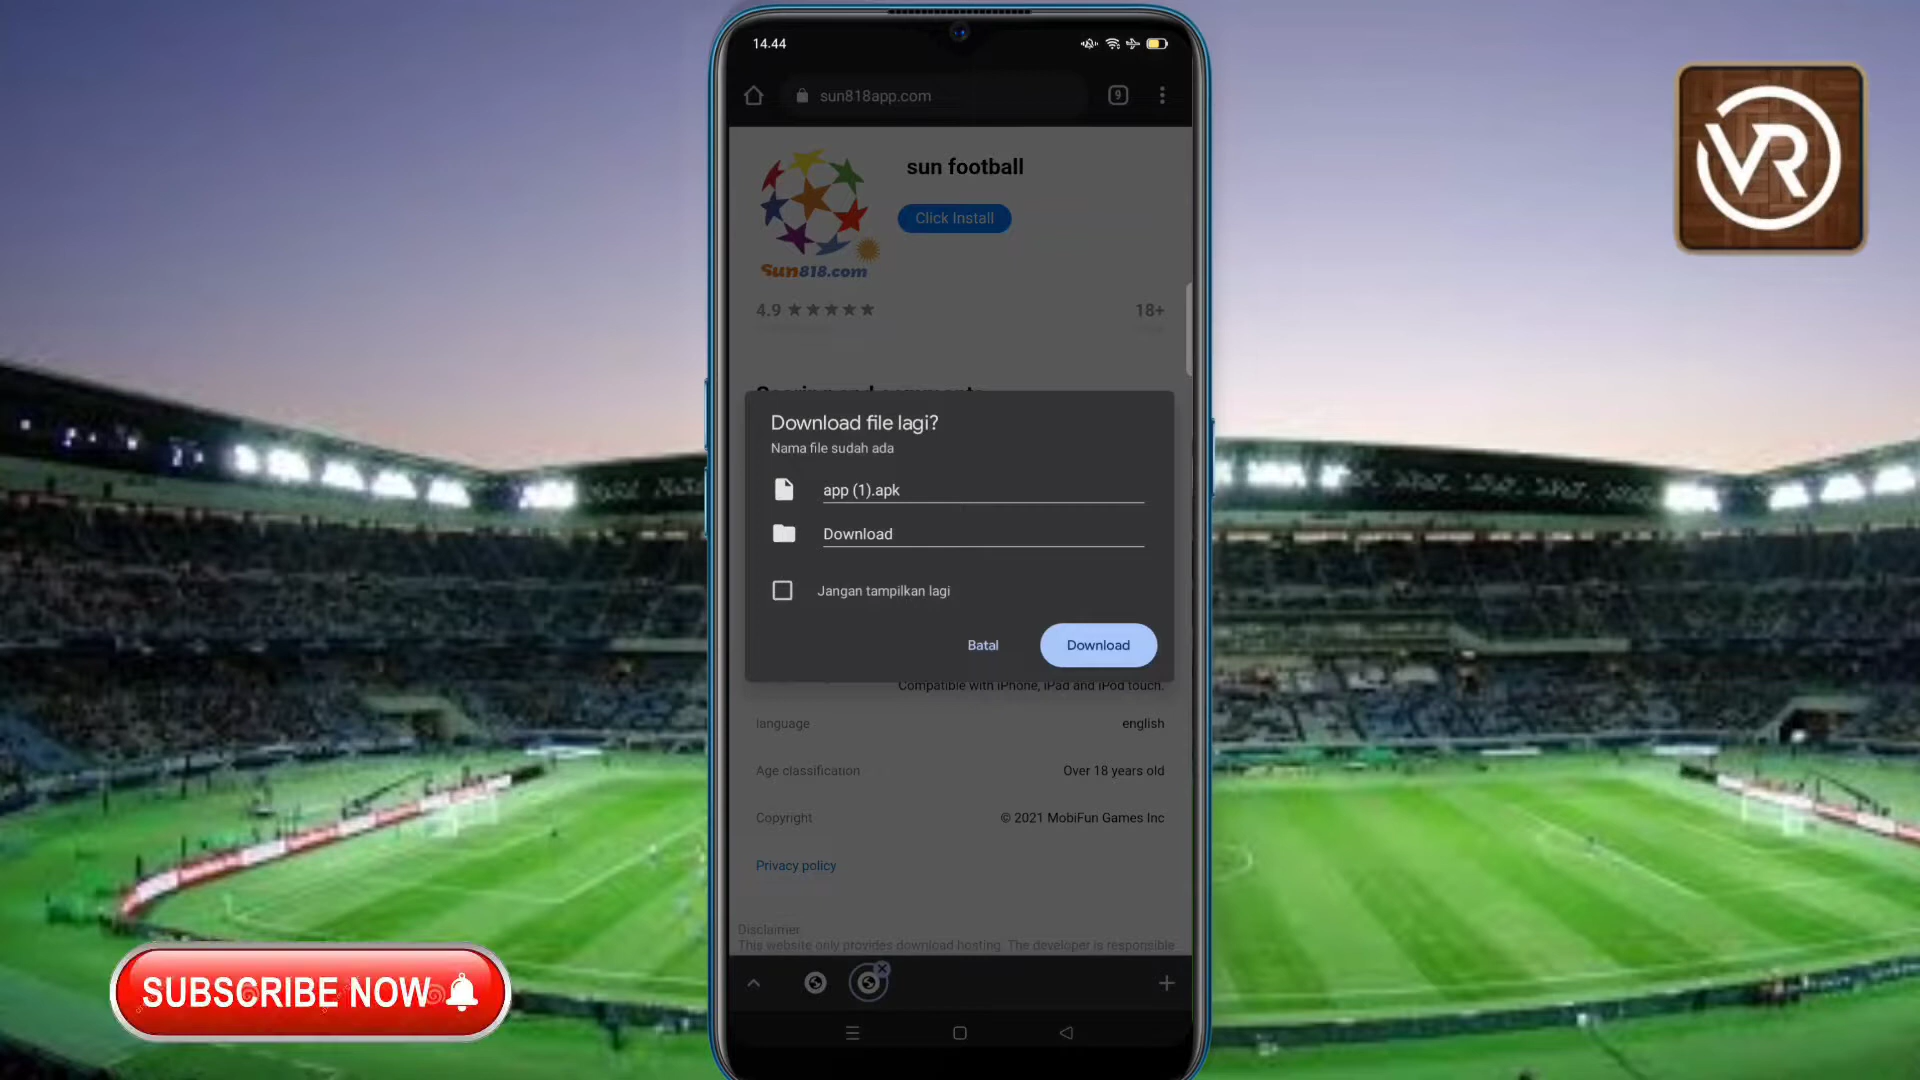 14.44
sun818app.com
9
sun football
Click Install
Sun818.com
4.9
18+
Download file lagi?
Nama file sudah ada
app (1).apk
Download
Jangan tampilkan lagi
Batal
Download
Compatible with iPhone, iPad and iPod touch.
language
english
Age classification
Over 18 years old
Copyright
© 2021 MobiFun Games Inc
Privacy policy
Disclaimer
This website only provides download hosting. The developer is responsible
VR
SUBSCRIBE NOW